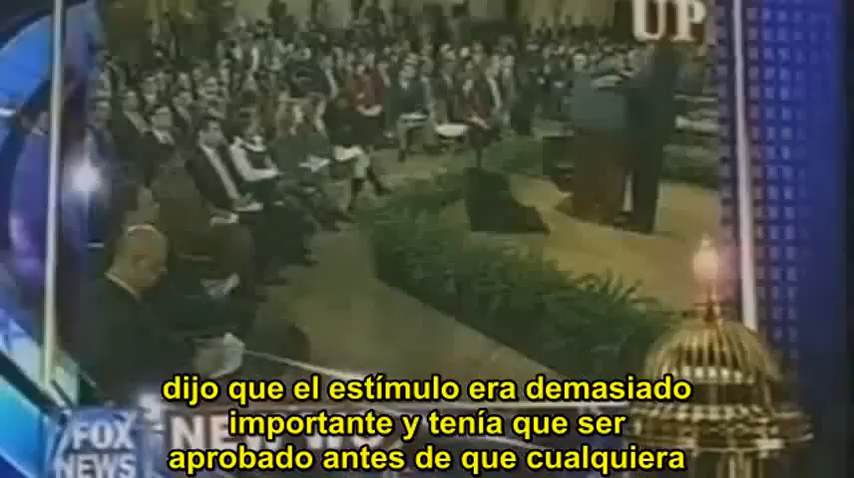 UP
dijo que el estímulo era demasiado
importante y tenía que ser
aprobado antes de que cualquiera
FOX
NEWS